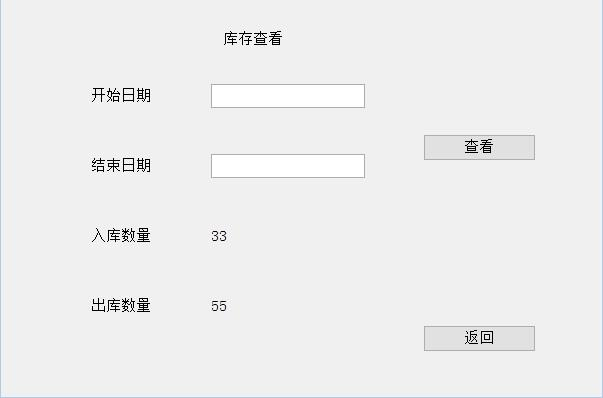 库存查看
开始日期
查看
结束日期
入库数量 33
出库数量 55
返回